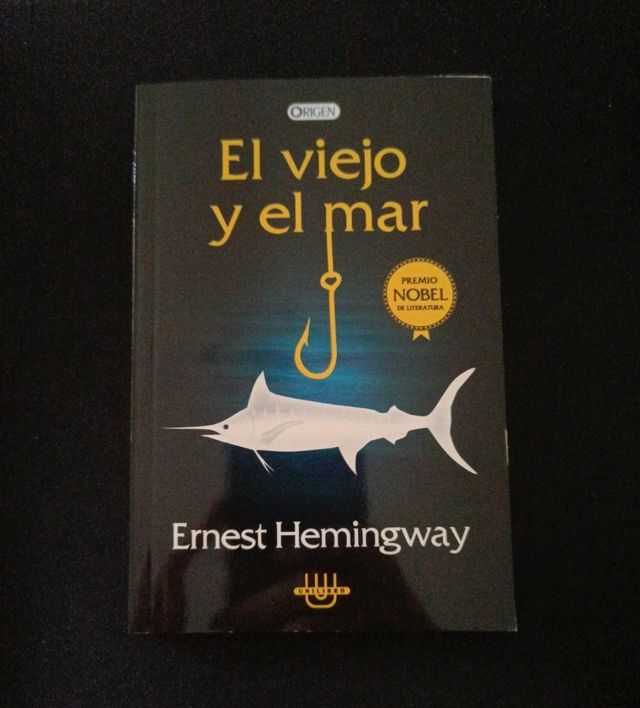 ORIGEN
El viejo
y el mar
PREMIO
NOBEL
DE LITERATURA
Ernest Hemingway
UNILIBRO